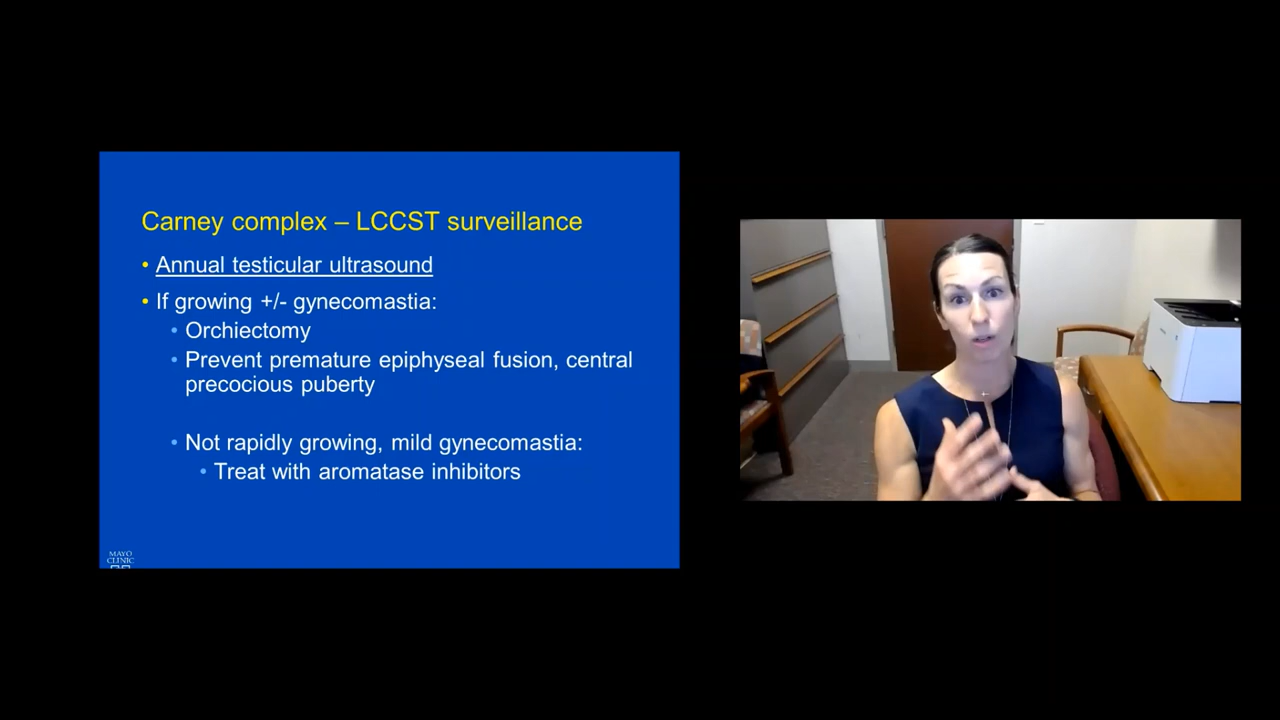 Carney complex – LCCST surveillance
• Annual testicular ultrasound
• If growing +/- gynecomastia:
• Orchiectomy
• Prevent premature epiphyseal fusion, central
precocious puberty
• Not rapidly growing, mild gynecomastia:
• Treat with aromatase inhibitors
MAYO
CLINIC